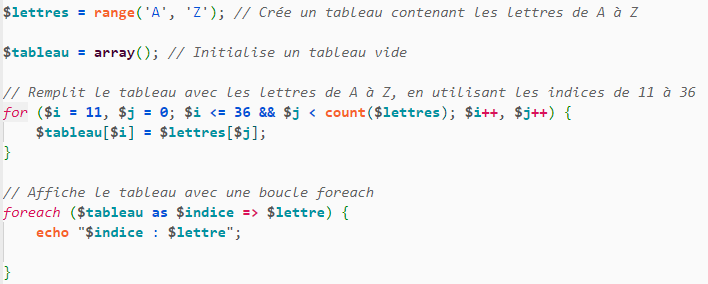 $lettres = range('A', 'Z'); // Crée un tableau contenant les lettres de A à Z
$tableau = array(); // Initialise un tableau vide
// Remplit le tableau avec les lettres de A à Z, en utilisant les indices de 11 à 36
for ($i = 11, $j = 0; $i <= 36 && $j < count($lettres); $i++, $j++) {
    $tableau[$i] = $lettres[$j];
}
// Affiche le tableau avec une boucle foreach
foreach ($tableau as $indice => $lettre) {
    echo "$indice : $lettre";
}